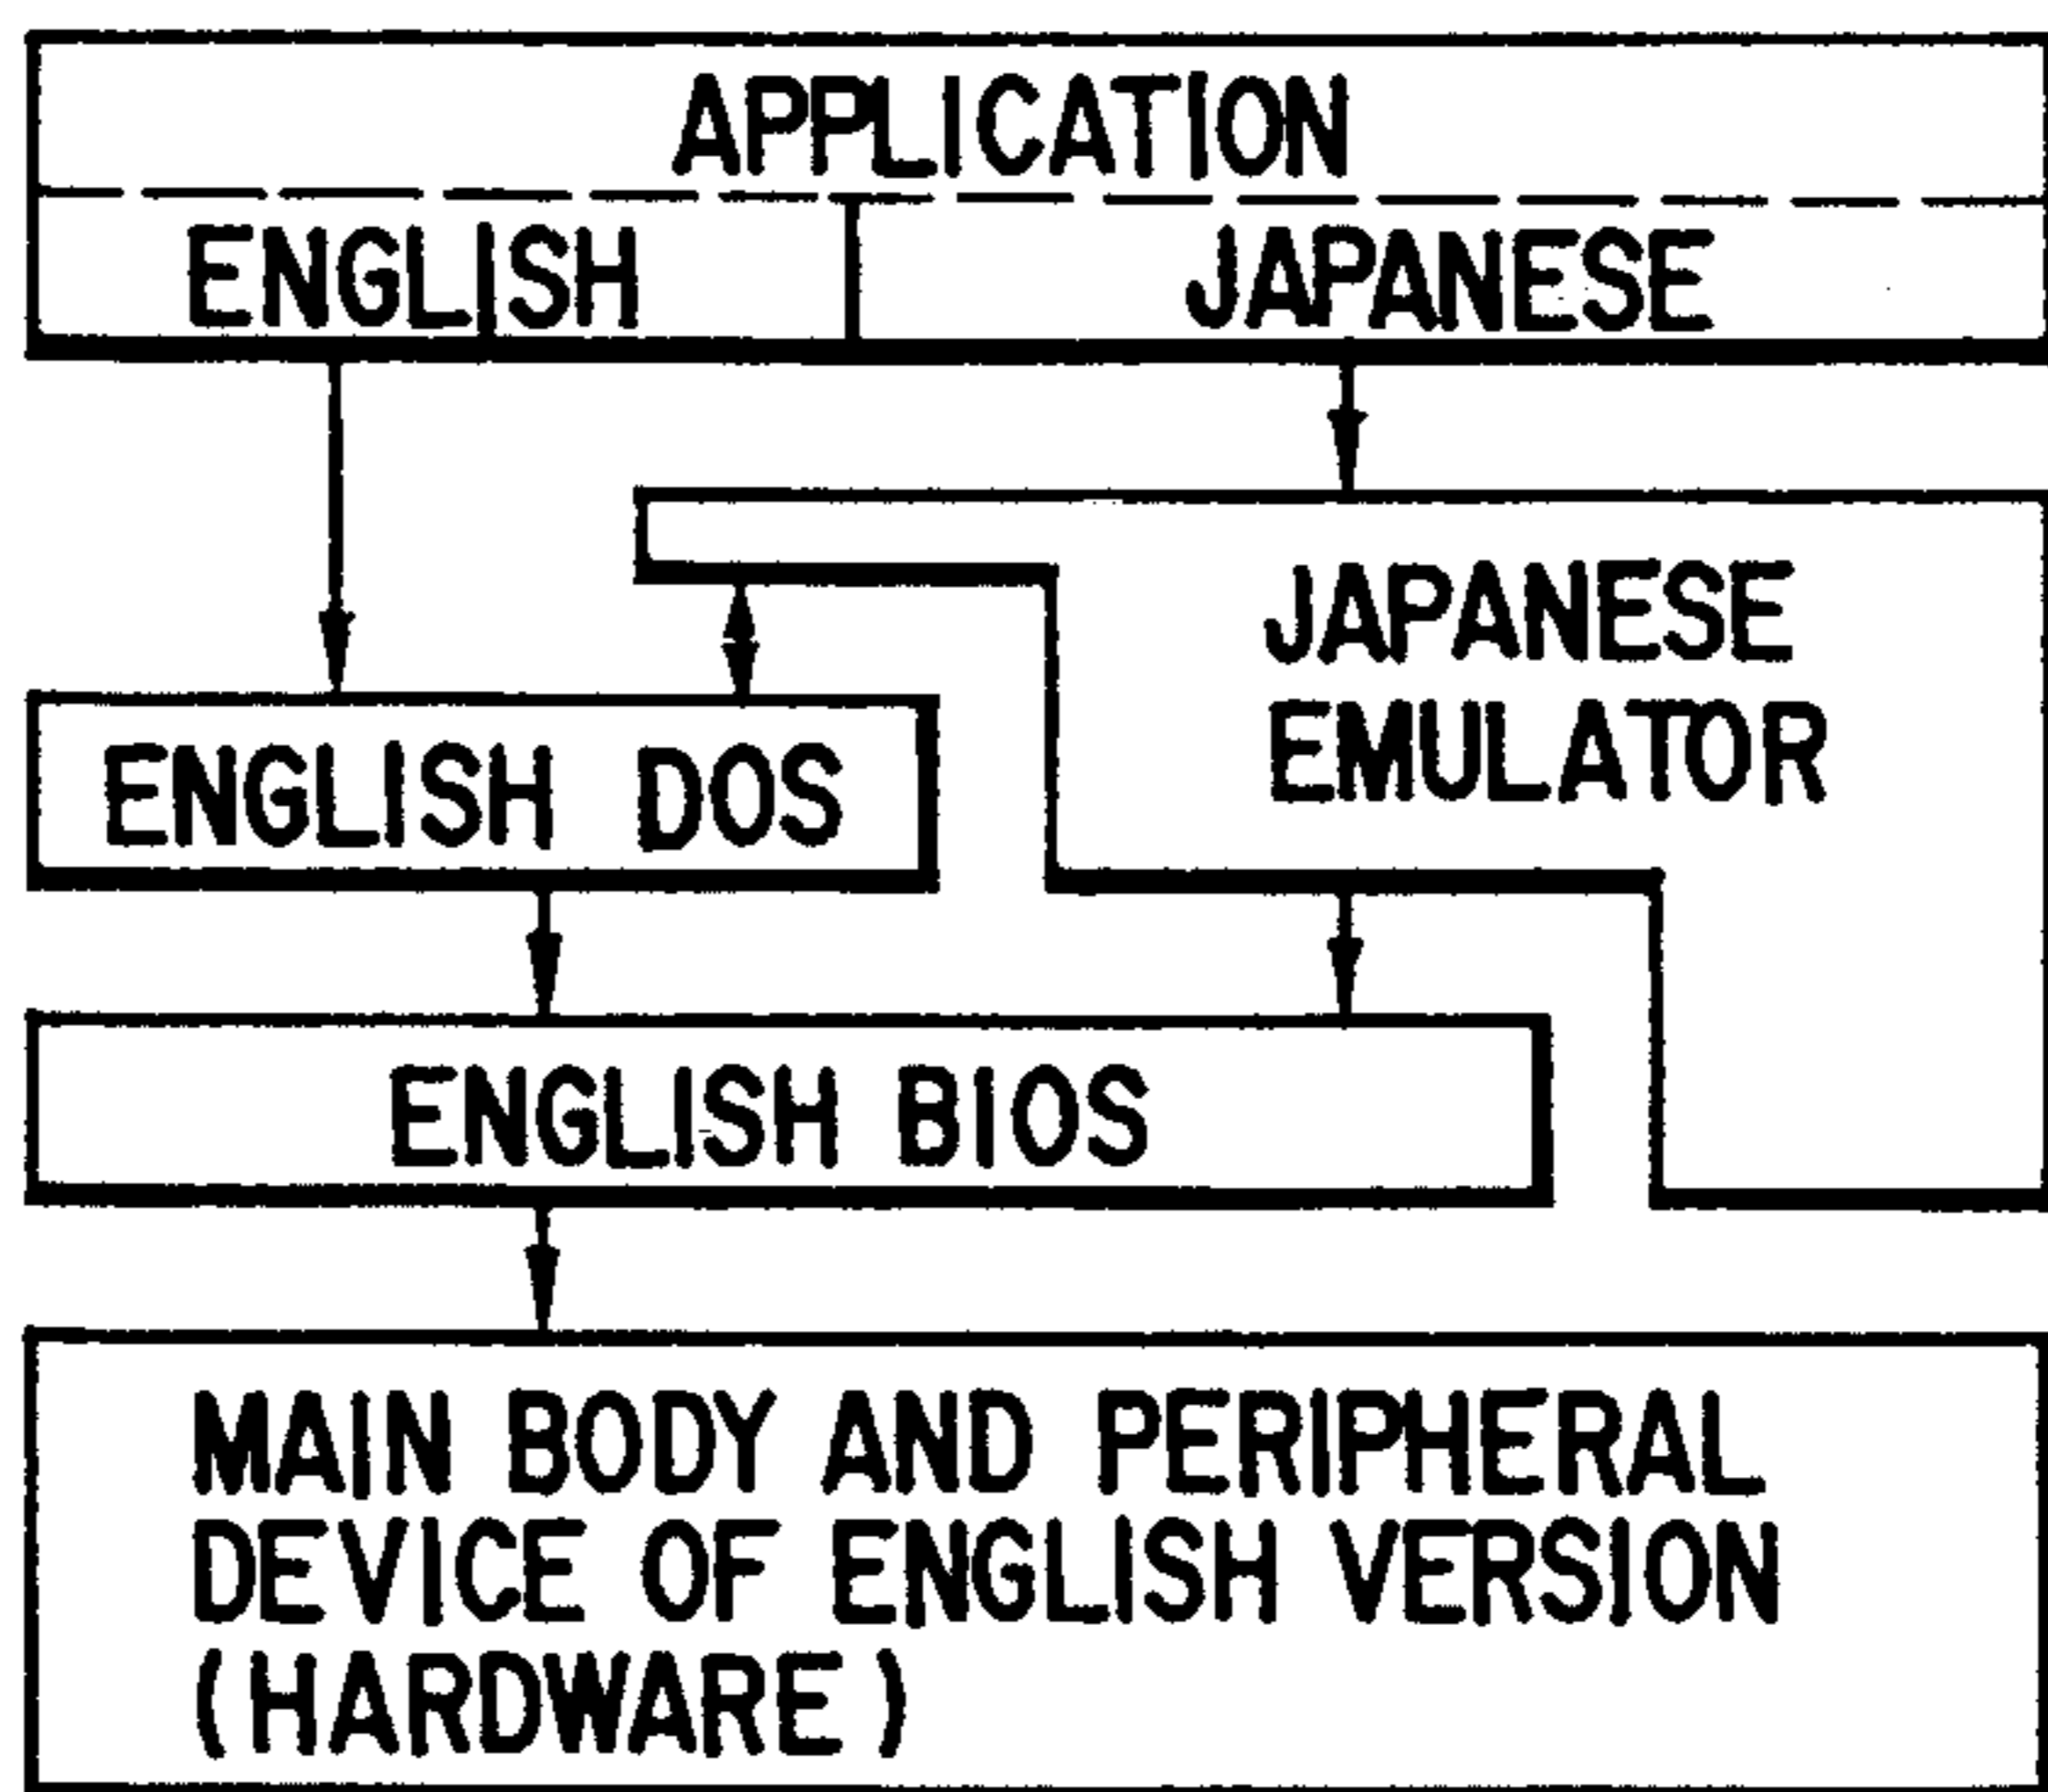 APPLICATION
ENGLISH
JAPANESE
JAPANESE
EMULATOR
ENGLISH DOS
ENGLISH BIOS
MAIN BODY AND PERIPHERAL
DEVICE OF ENGLISH VERSION
(HARDWARE)